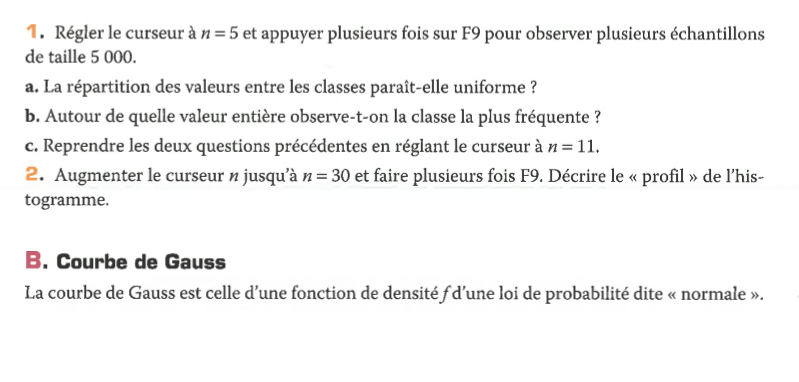 1. Régler le curseur à n = 5 et appuyer plusieurs fois sur F9 pour observer plusieurs échantillons
de taille 5 000.
a. La répartition des valeurs entre les classes paraît-elle uniforme ?
b. Autour de quelle valeur entière observe-t-on la classe la plus fréquente ?
c. Reprendre les deux questions précédentes en réglant le curseur à n = 11.
2. Augmenter le curseur n jusqu'à n = 30 et faire plusieurs fois F9. Décrire le « profil » de l'his-
togramme.
B. Courbe de Gauss
La courbe de Gauss est celle d'une fonction de densité f d'une loi de probabilité dite « normale ».